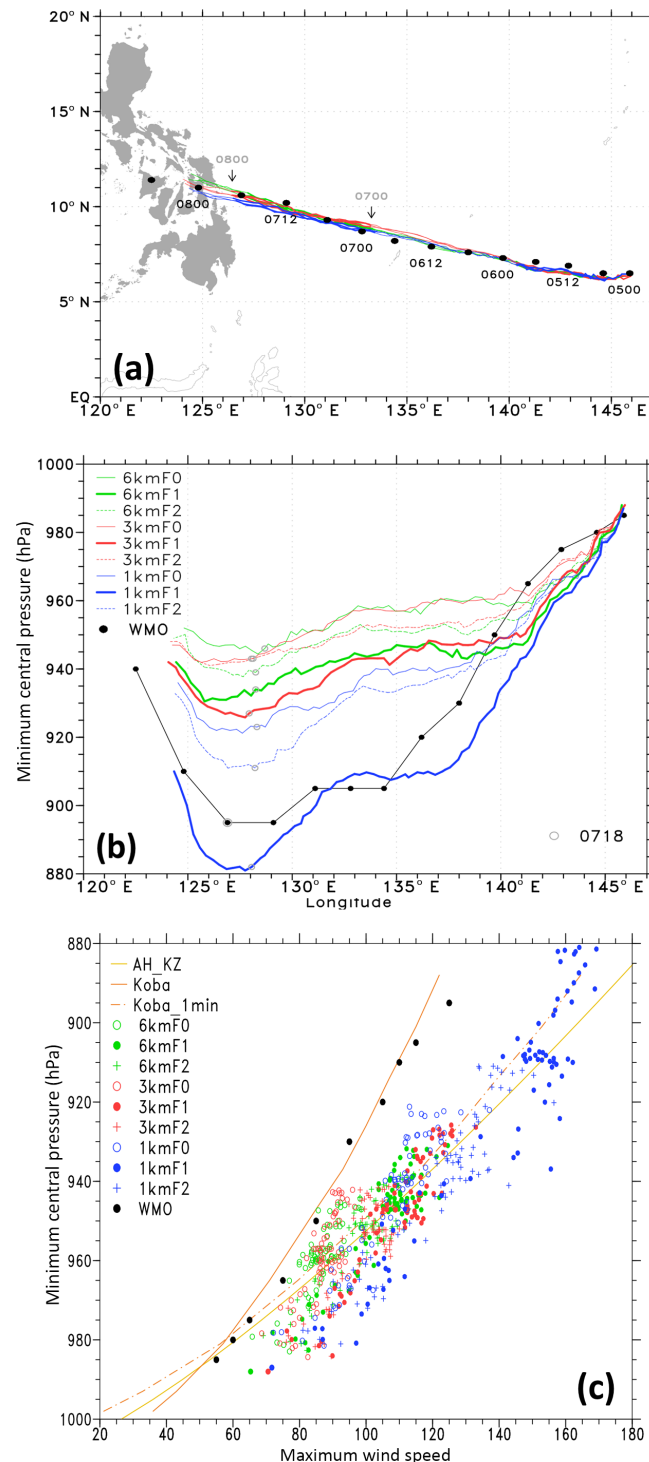 20° N
15° N
10° N
5° N
EQ
0800
0700
0800
0712
0700
0612
0600
0512
0500
(a)
120° E
125° E
130° E
135° E
140° E
145° E
1000
980
960
940
920
900
880
Minimum central pressure (hPa)
6kmF0
6kmF1
6kmF2
3kmF0
3kmF1
3kmF2
1kmF0
1kmF1
1kmF2
WMO
0718
(b)
120° E
125° E
130° E
135° E
140° E
145° E
Longitude
880
900
920
940
960
980
1000
Minimum central pressure (hPa)
AH_KZ
Koba
Koba_1min
6kmF0
6kmF1
6kmF2
3kmF0
3kmF1
3kmF2
1kmF0
1kmF1
1kmF2
WMO
(c)
20
40
60
80
100
120
140
160
180
Maximum wind speed